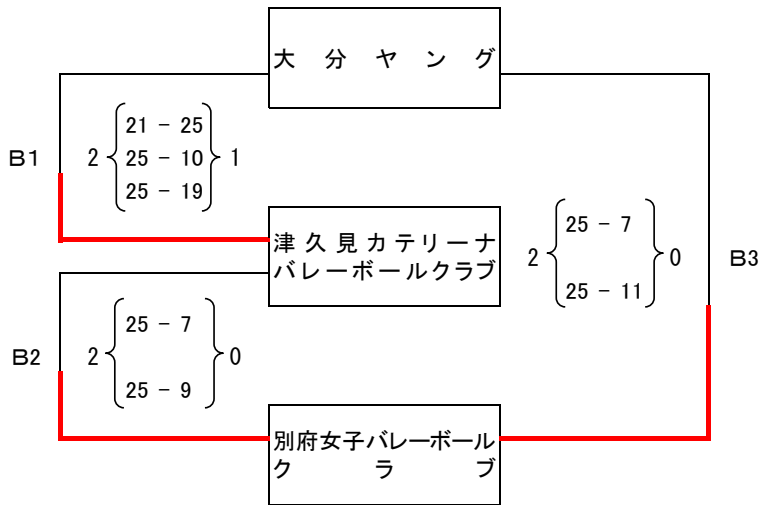 大分ヤング
B1
2
21 - 25
25 - 10
25 - 19
1
津久見カテリーナ
バレーボールクラブ
2
25 - 7
25 - 11
0
B3
B2
2
25 - 7
25 - 9
0
別府女子バレーボール
クラブ